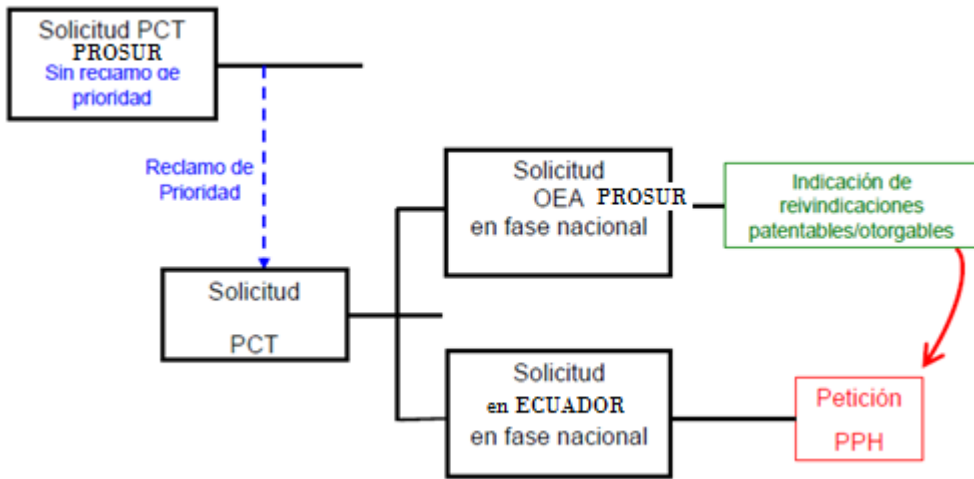 Solicitud PCT
PROSUR
Sin reclamo de
prioridad
Reclamo de
Prioridad
Solicitud
PCT
Solicitud
OEA PROSUR
en fase nacional
Indicación de
reivindicaciones
patentables/otorgables
Solicitud
en ECUADOR
en fase nacional
Petición
PPH